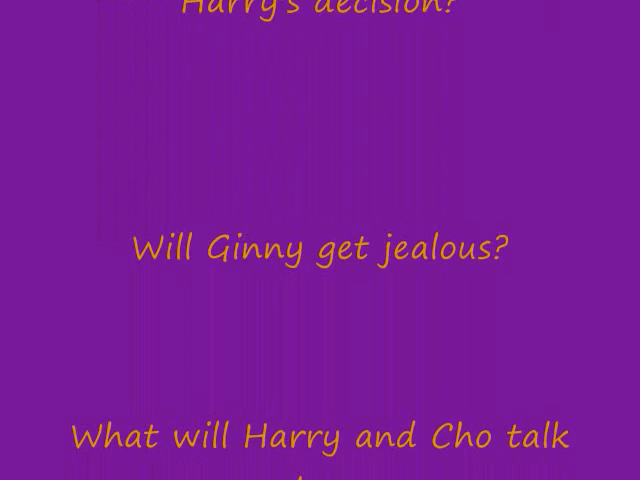 Harry's decision?
Will Ginny get jealous?
What will Harry and Cho talk